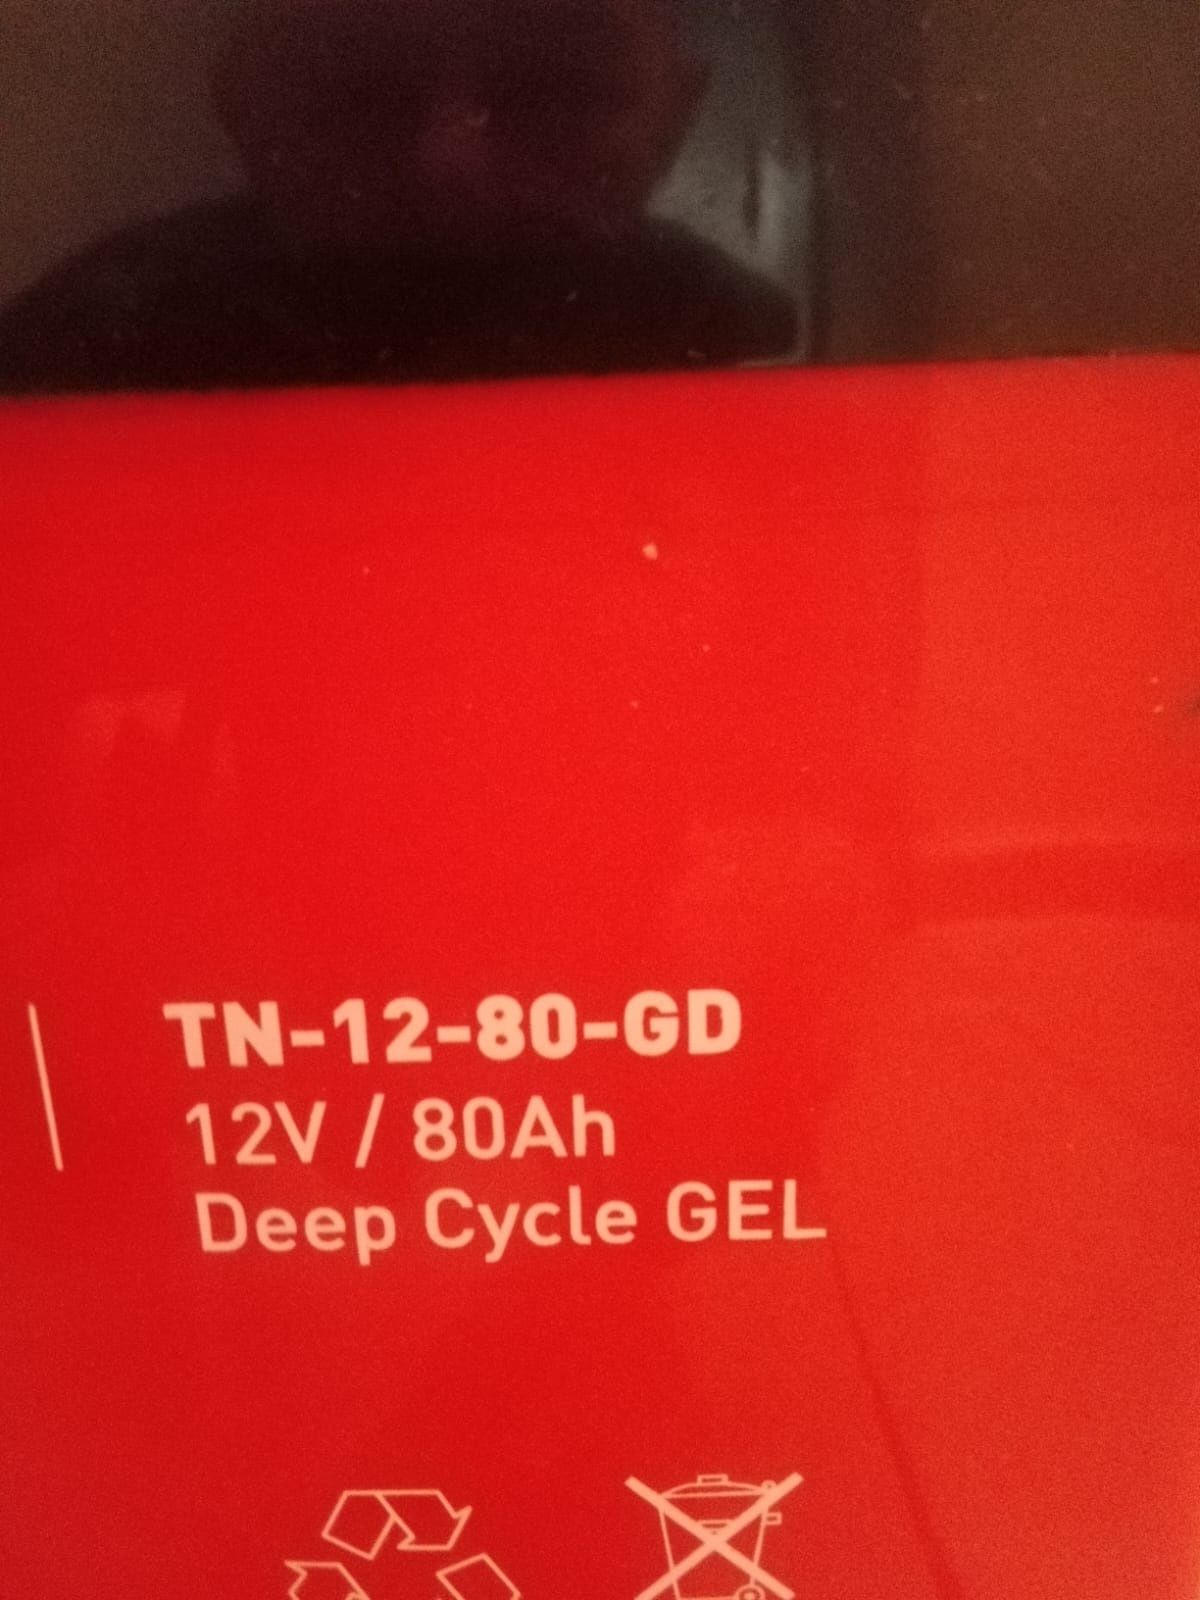 TN-12-80-GD
12V / 80Ah
Deep Cycle GEL